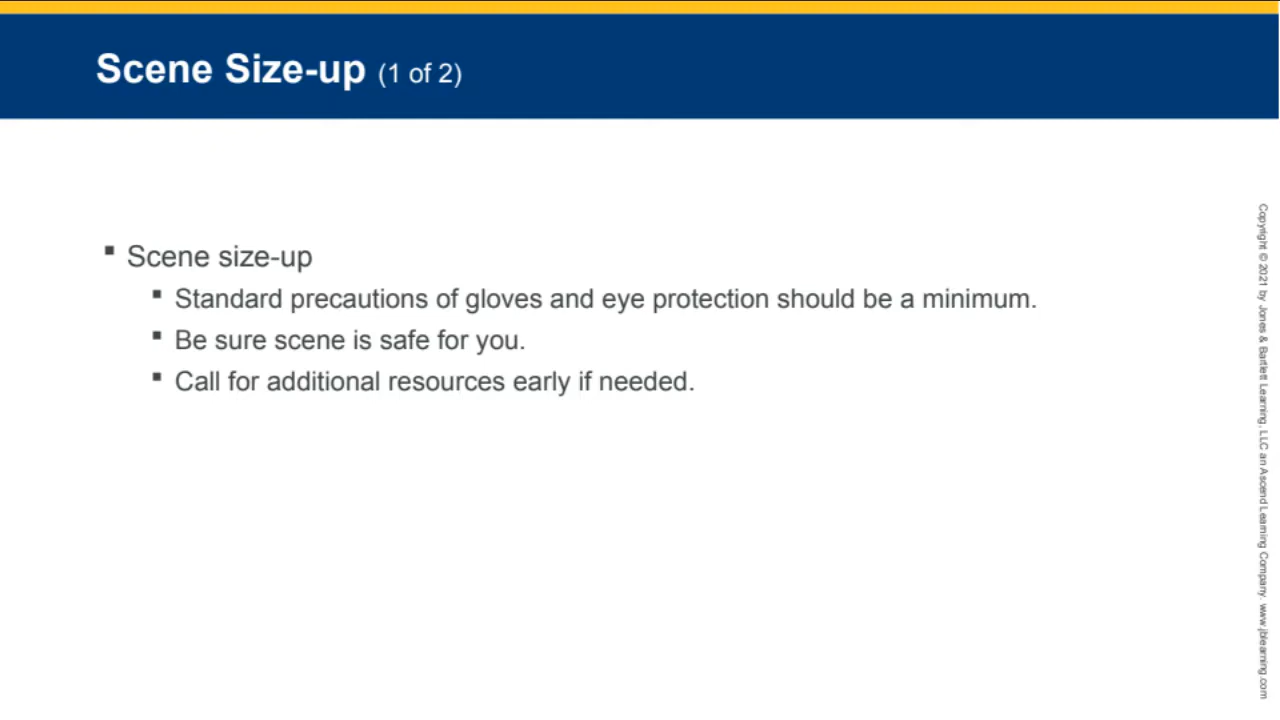 Scene Size-up (1 of 2)
Scene size-up
Standard precautions of gloves and eye protection should be a minimum.
Be sure scene is safe for you.
Call for additional resources early if needed.
Copyright © 2021 by Jones & Bartlett Learning, LLC an Ascend Learning Company. www.jblearning.com